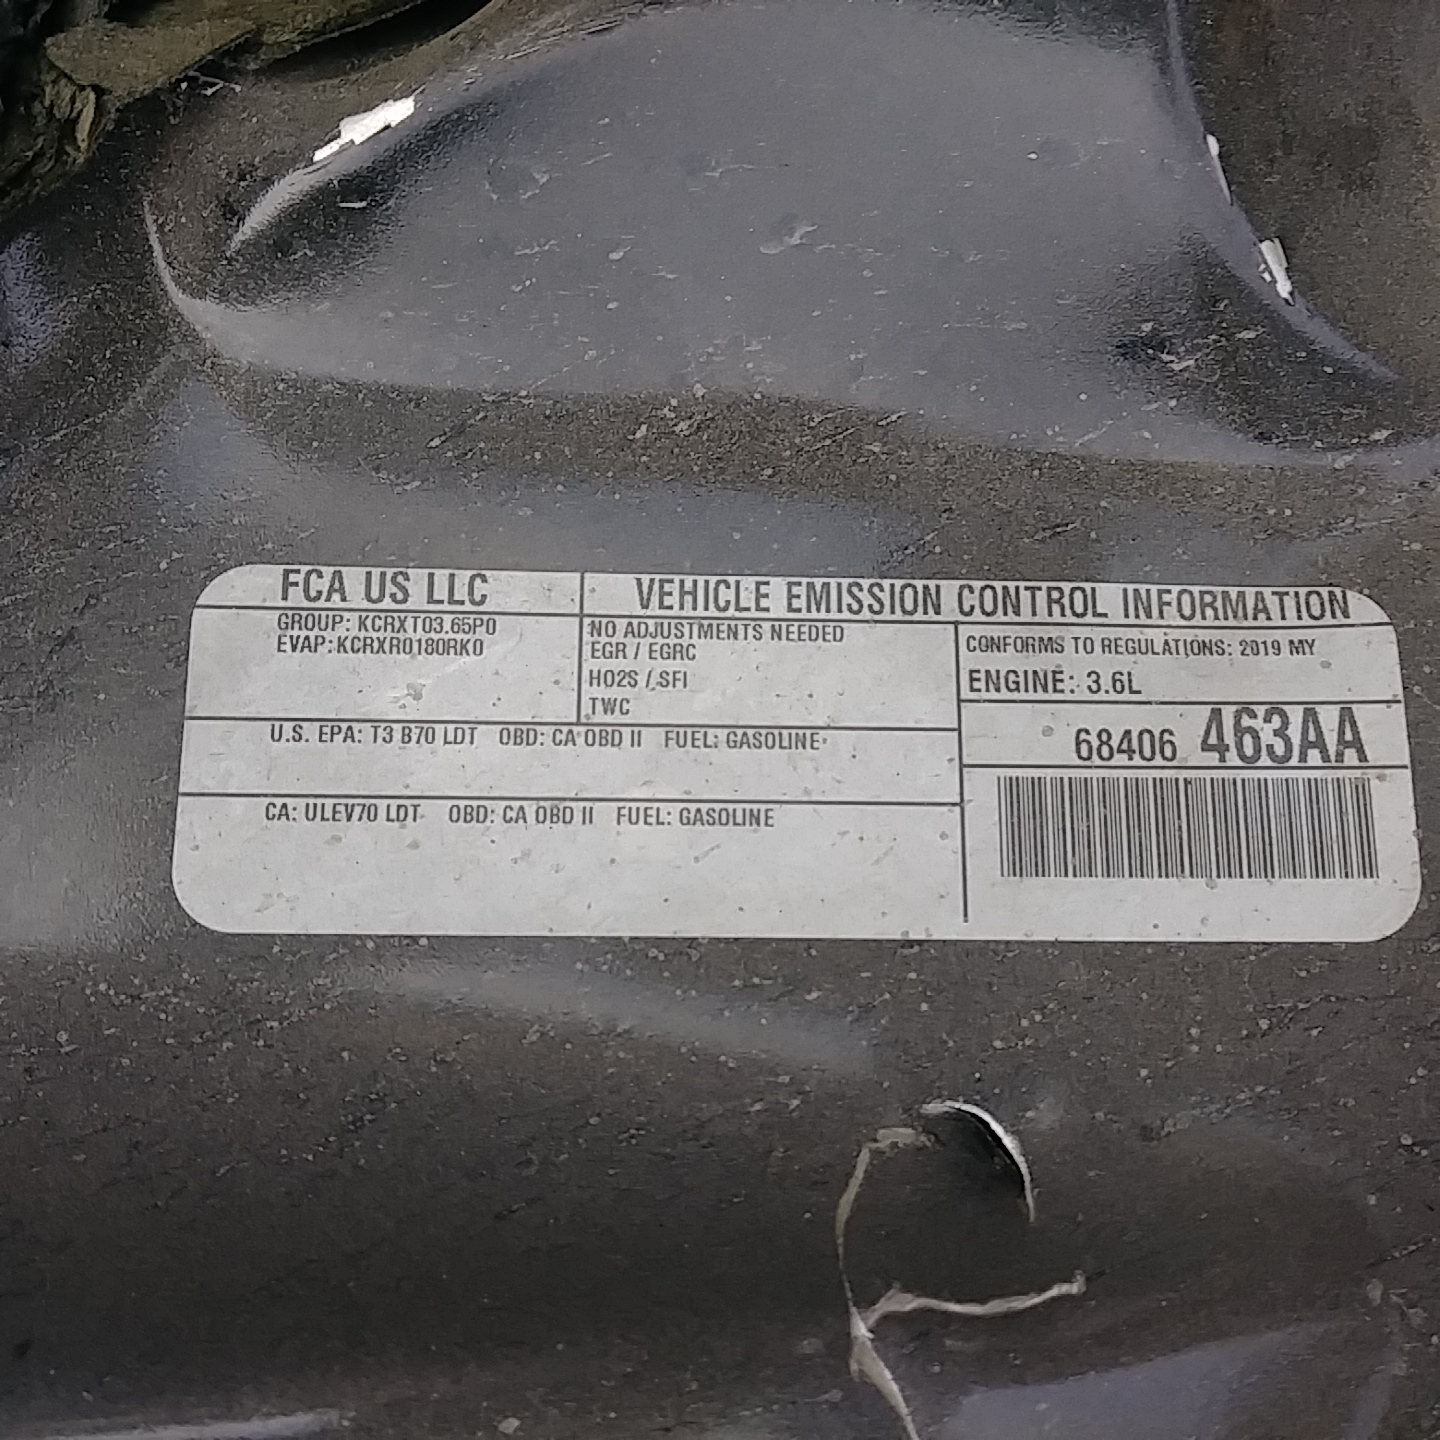 FCA US LLC
VEHICLE EMISSION CONTROL INFORMATION
GROUP: KCRXT03.65P0
EVAP: KCRXR0180RK0
NO ADJUSTMENTS NEEDED
EGR / EGRC
HO2S / SFI
TWC
CONFORMS TO REGULATIONS: 2019 MY
ENGINE: 3.6L
68406 463AA
U.S. EPA: T3 B70 LDT OBD: CA OBD II FUEL: GASOLINE
CA: ULEV70 LDT OBD: CA OBD II FUEL: GASOLINE